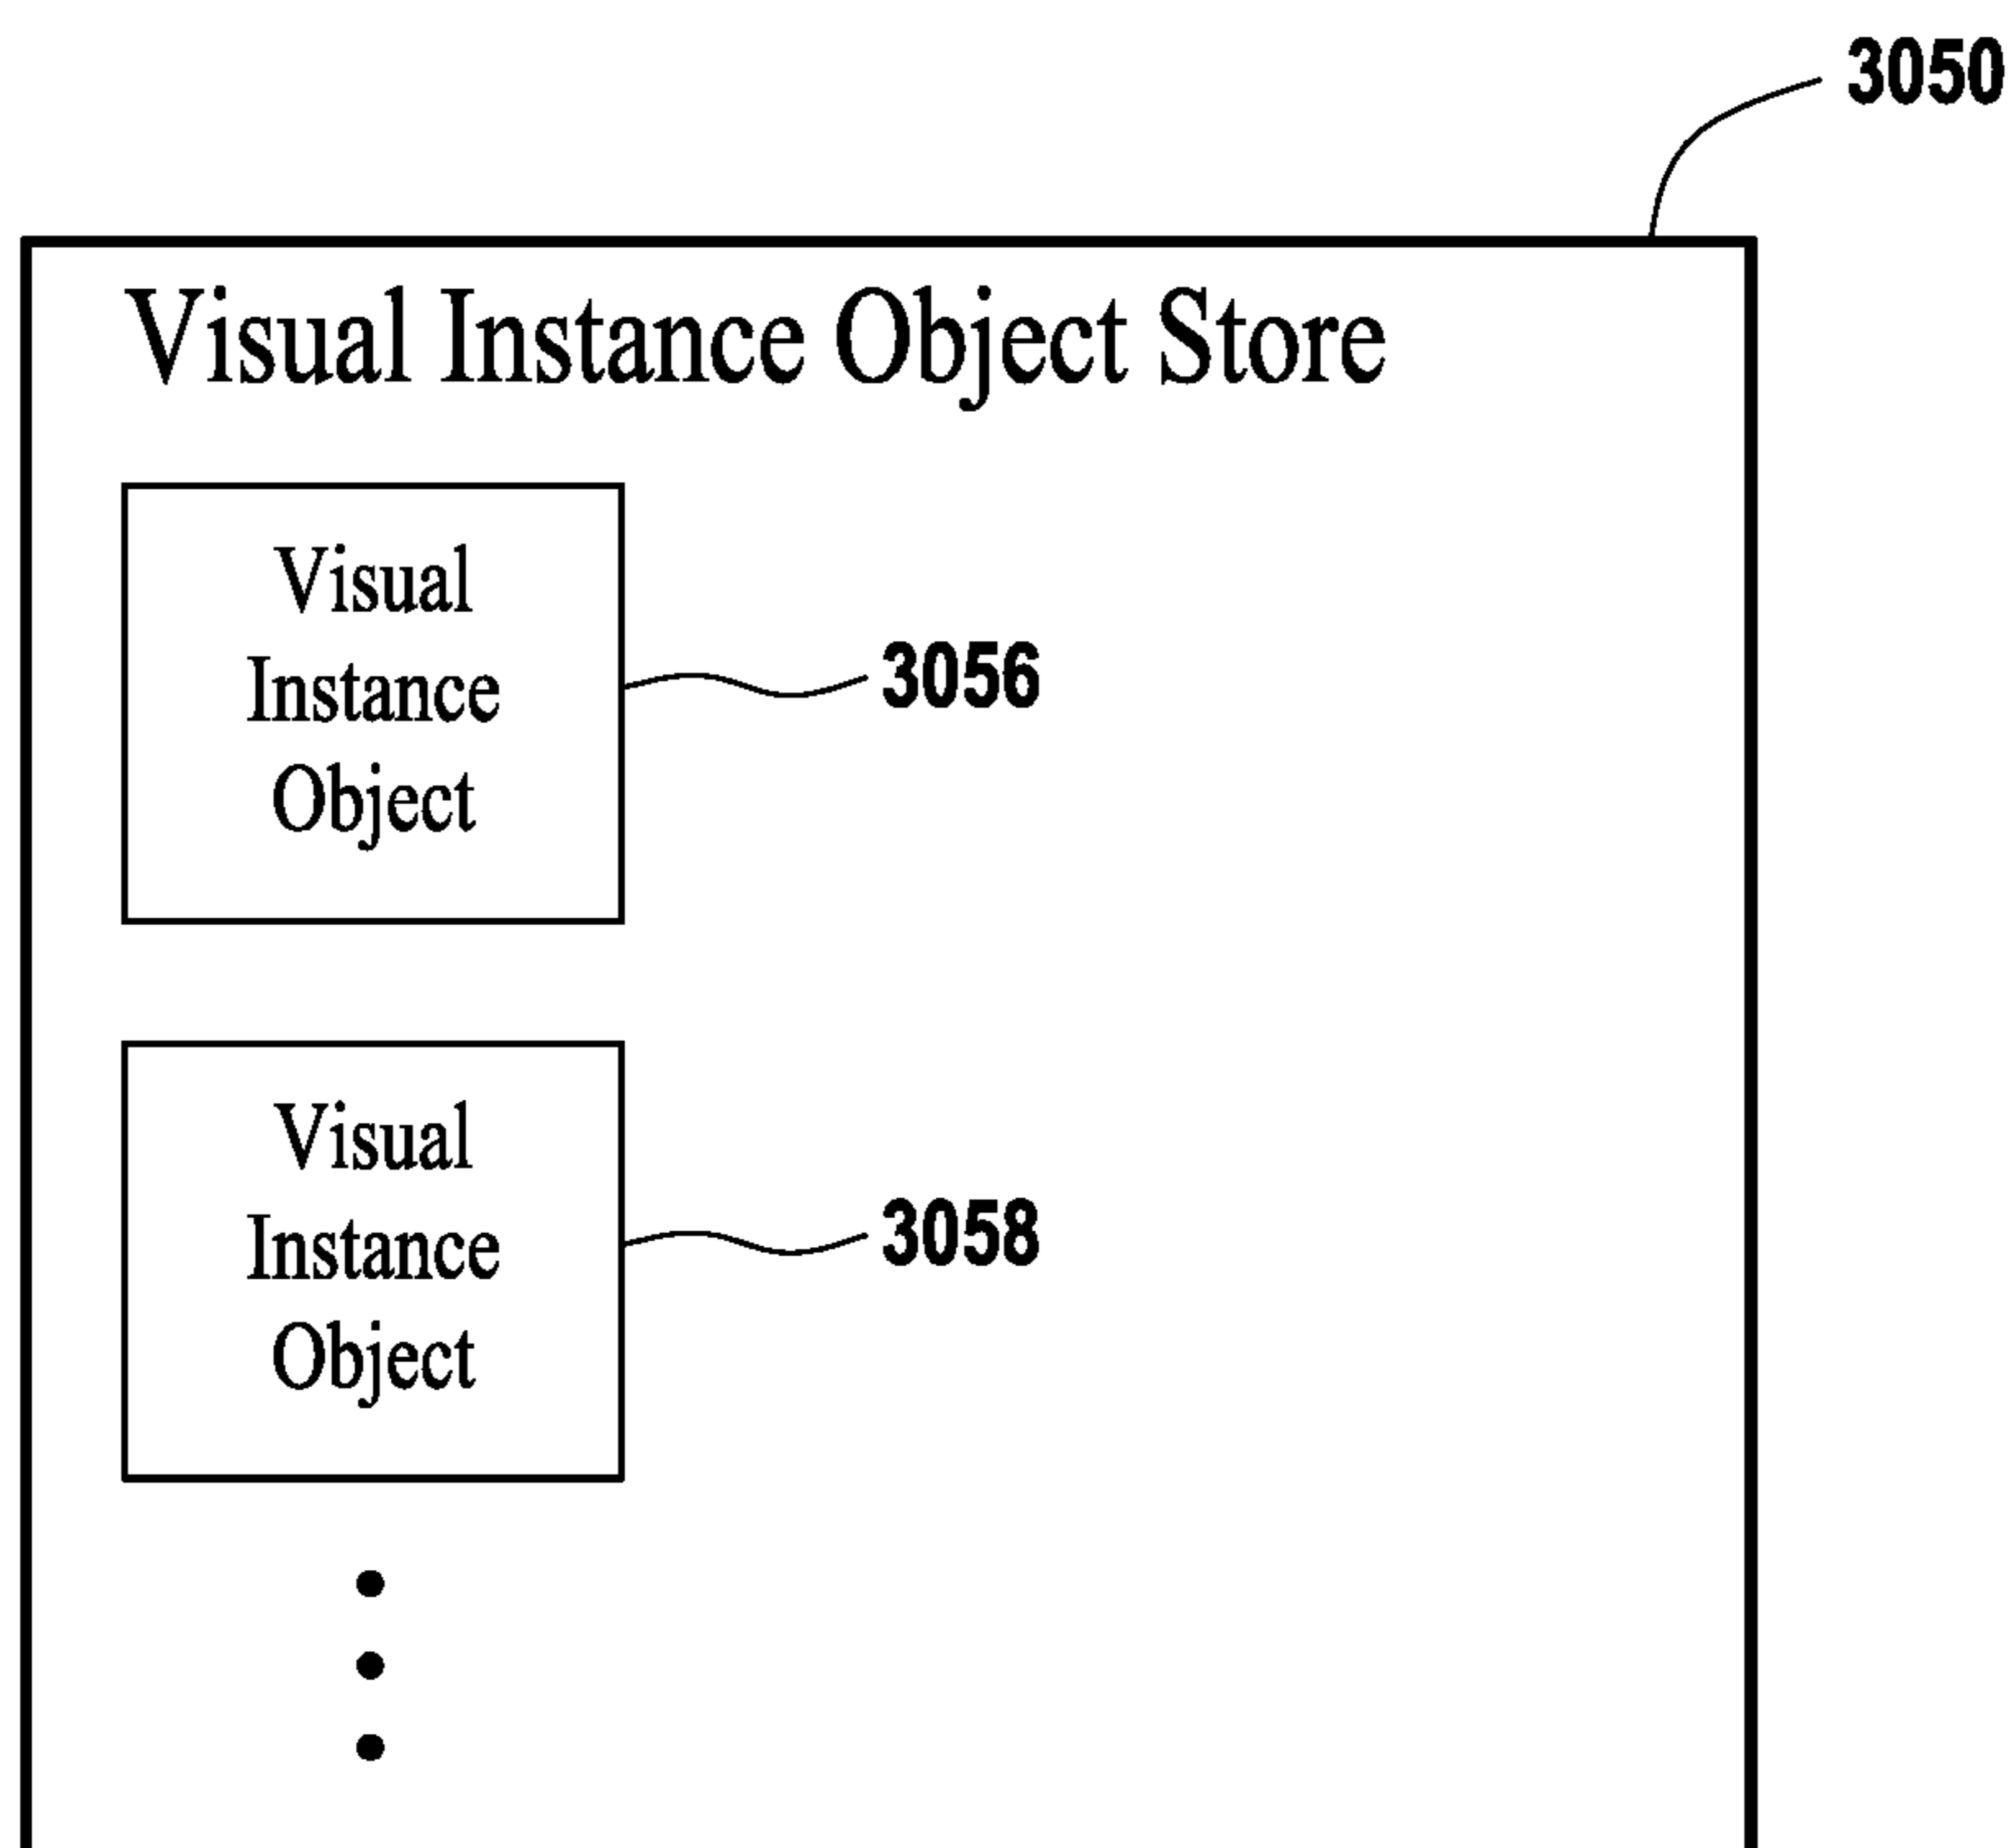 3050
Visual Instance Object Store
Visual
Instance
Object
3056
Visual
Instance
Object
3058